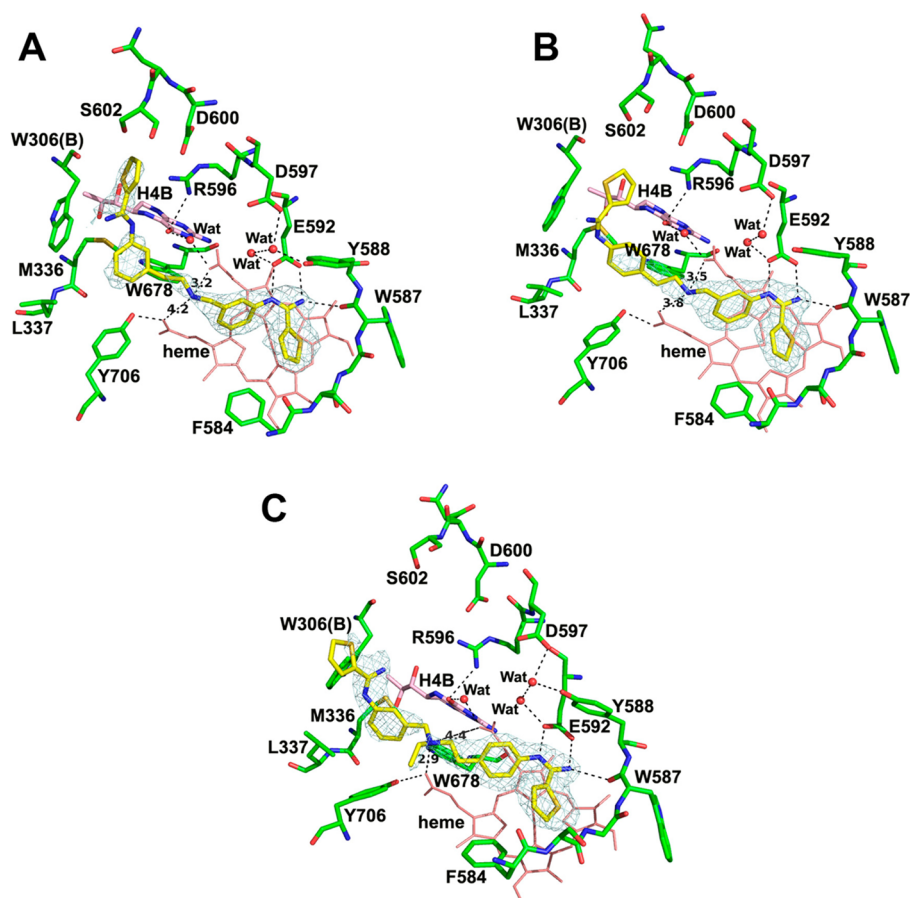 A
S602
D600
W306(B)
D597
R596
H4B
Wat
E592
Wat
Y588
M336
W678
Wat
3.2
W587
L337
4.2
heme
Y706
F584
B
D600
S602
W306(B)
D597
R596
H4B
E592
Wat
Wat
Y588
M336
W678
Wat
3.5
W587
3.8
heme
Y706
F584
C
D600
S602
W306(B)
D597
R596
H4B
Wat
Wat
Y588
M336
Wat
E592
4.4
L337
2.9
W678
W587
Y706
heme
F584